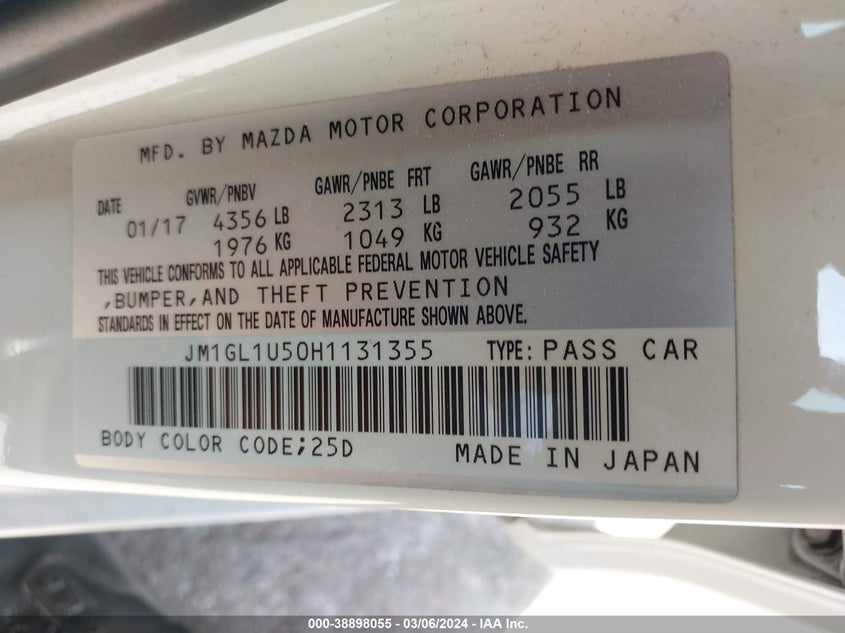 MFD. BY MAZDA MOTOR CORPORATION
DATE GVWR/PNBV GAWR/PNBE FRT GAWR/PNBE RR
01/17 4356 LB 2313 LB 2055 LB
1976 KG 1049 KG 932 KG
THIS VEHICLE CONFORMS TO ALL APPLICABLE FEDERAL MOTOR VEHICLE SAFETY
,BUMPER,AND THEFT PREVENTION
STANDARDS IN EFFECT ON THE DATE OF MANUFACTURE SHOWN ABOVE.
JM1GL1U50H1131355 TYPE: PASS CAR
BODY COLOR CODE;25D MADE IN JAPAN
000-38898055 - 03/06/2024 - IAA Inc.